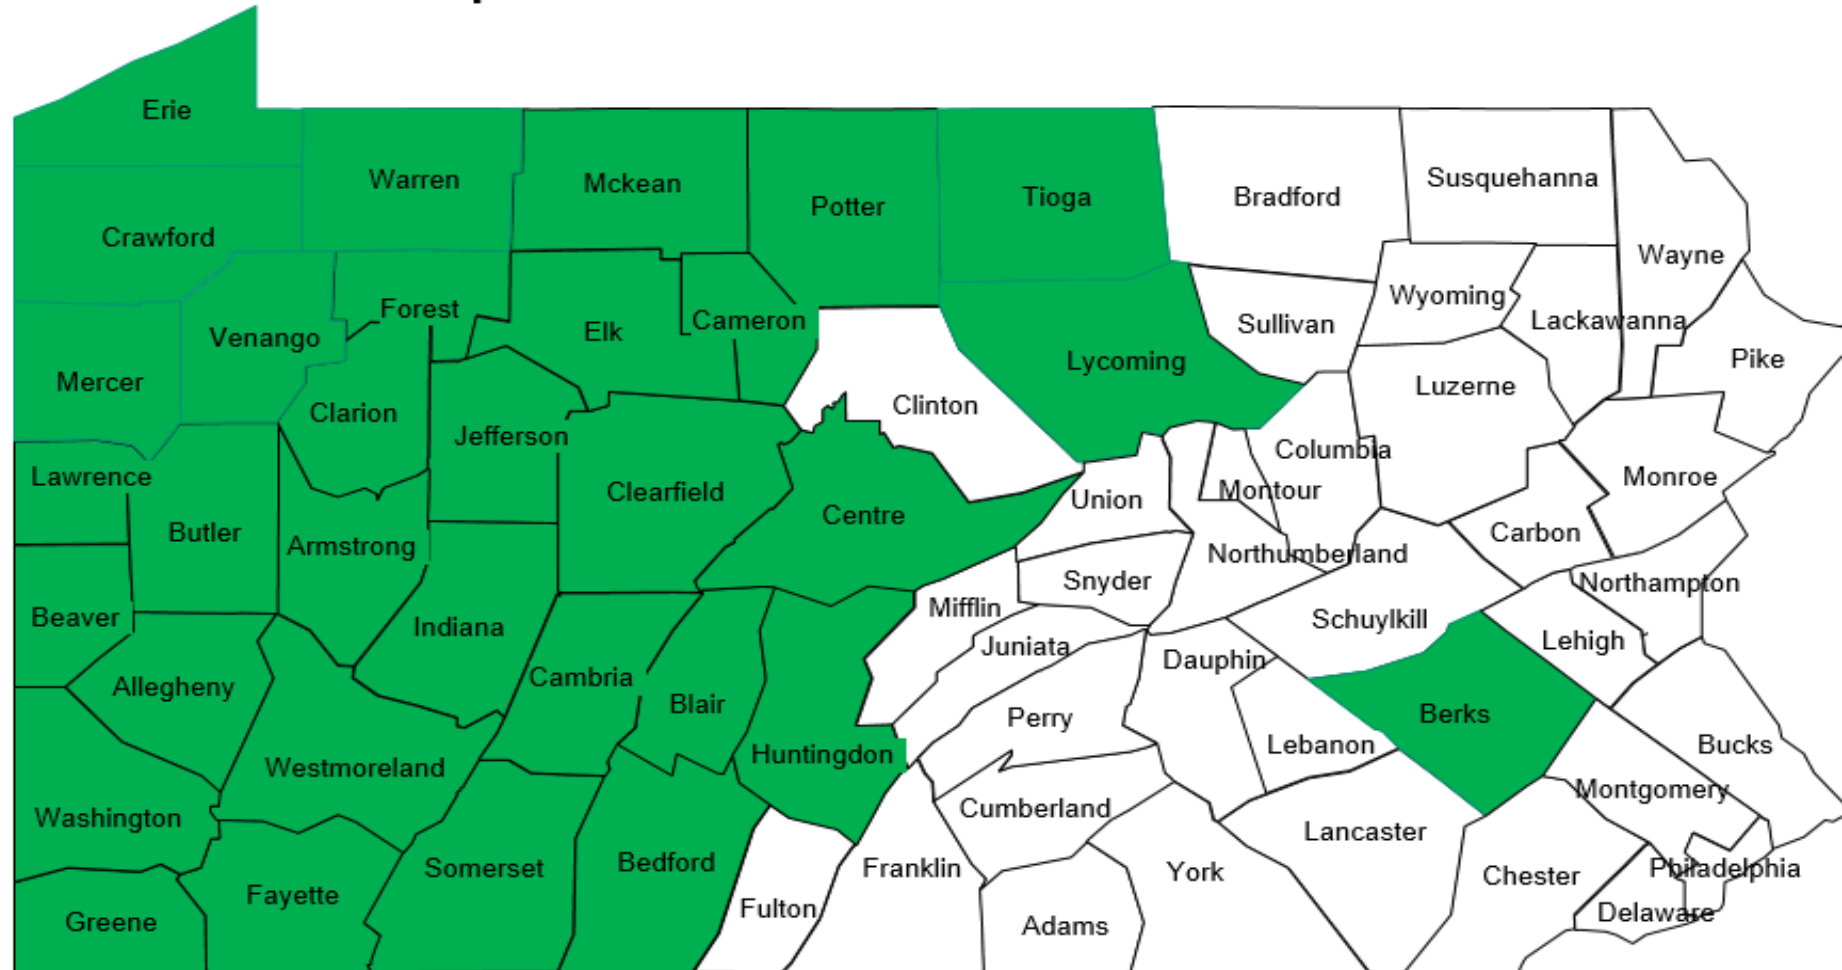 Erie
Warren
Mckean
Potter
Tioga
Bradford
Susquehanna
Wayne
Crawford
Forest
Venango
Elk
Cameron
Sullivan
Wyoming
Lackawanna
Pike
Mercer
Clarion
Jefferson
Clinton
Lycoming
Luzerne
Columbia
Monroe
Lawrence
Butler
Armstrong
Clearfield
Centre
Union
Montour
Carbon
Northumberland
Northampton
Beaver
Indiana
Snyder
Mifflin
Juniata
Schuylkill
Lehigh
Allegheny
Cambria
Blair
Dauphin
Perry
Berks
Bucks
Westmoreland
Huntingdon
Lebanon
Montgomery
Washington
Cumberland
Lancaster
Somerset
Bedford
Franklin
York
Chester
Philadelphia
Greene
Fayette
Fulton
Adams
Delaware